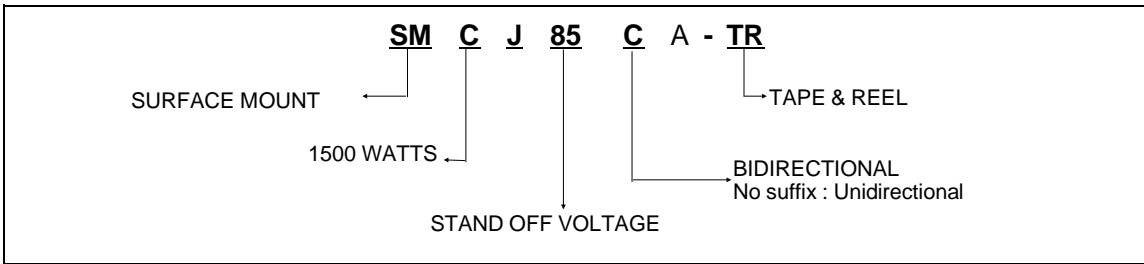 SM C J 85 C A - TR
SURFACE MOUNT
TAPE & REEL
1500 WATTS
BIDIRECTIONAL
No suffix : Unidirectional
STAND OFF VOLTAGE